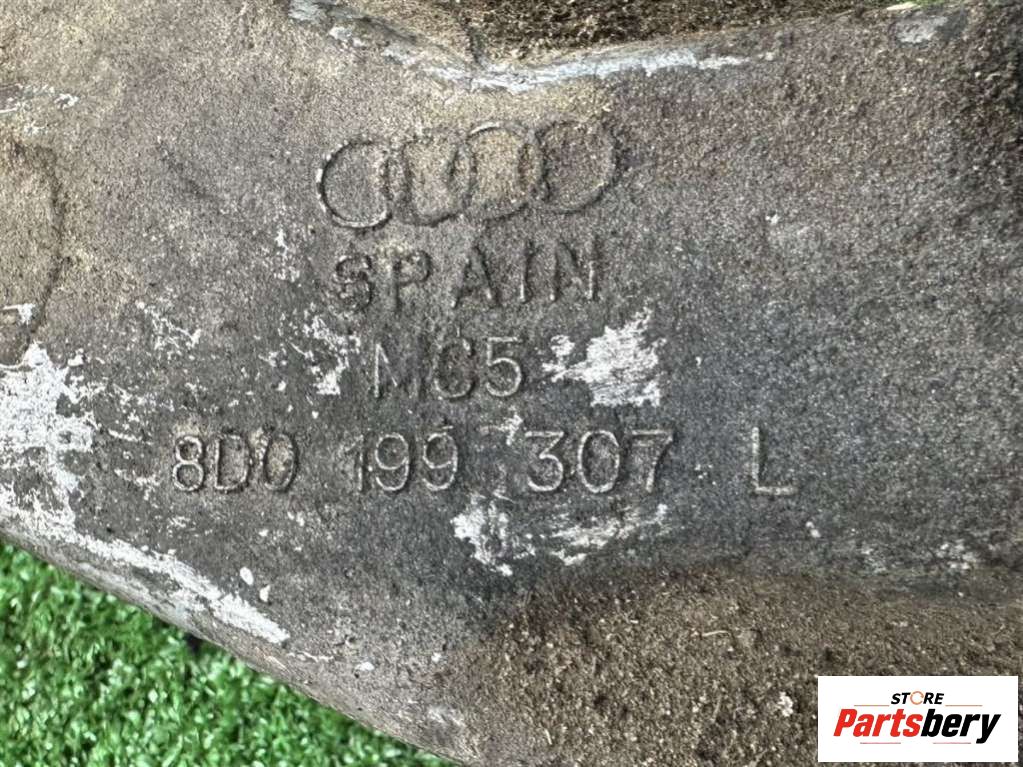 SPAIN
MC5
8D0 199 307 L
STORE
Partsbery